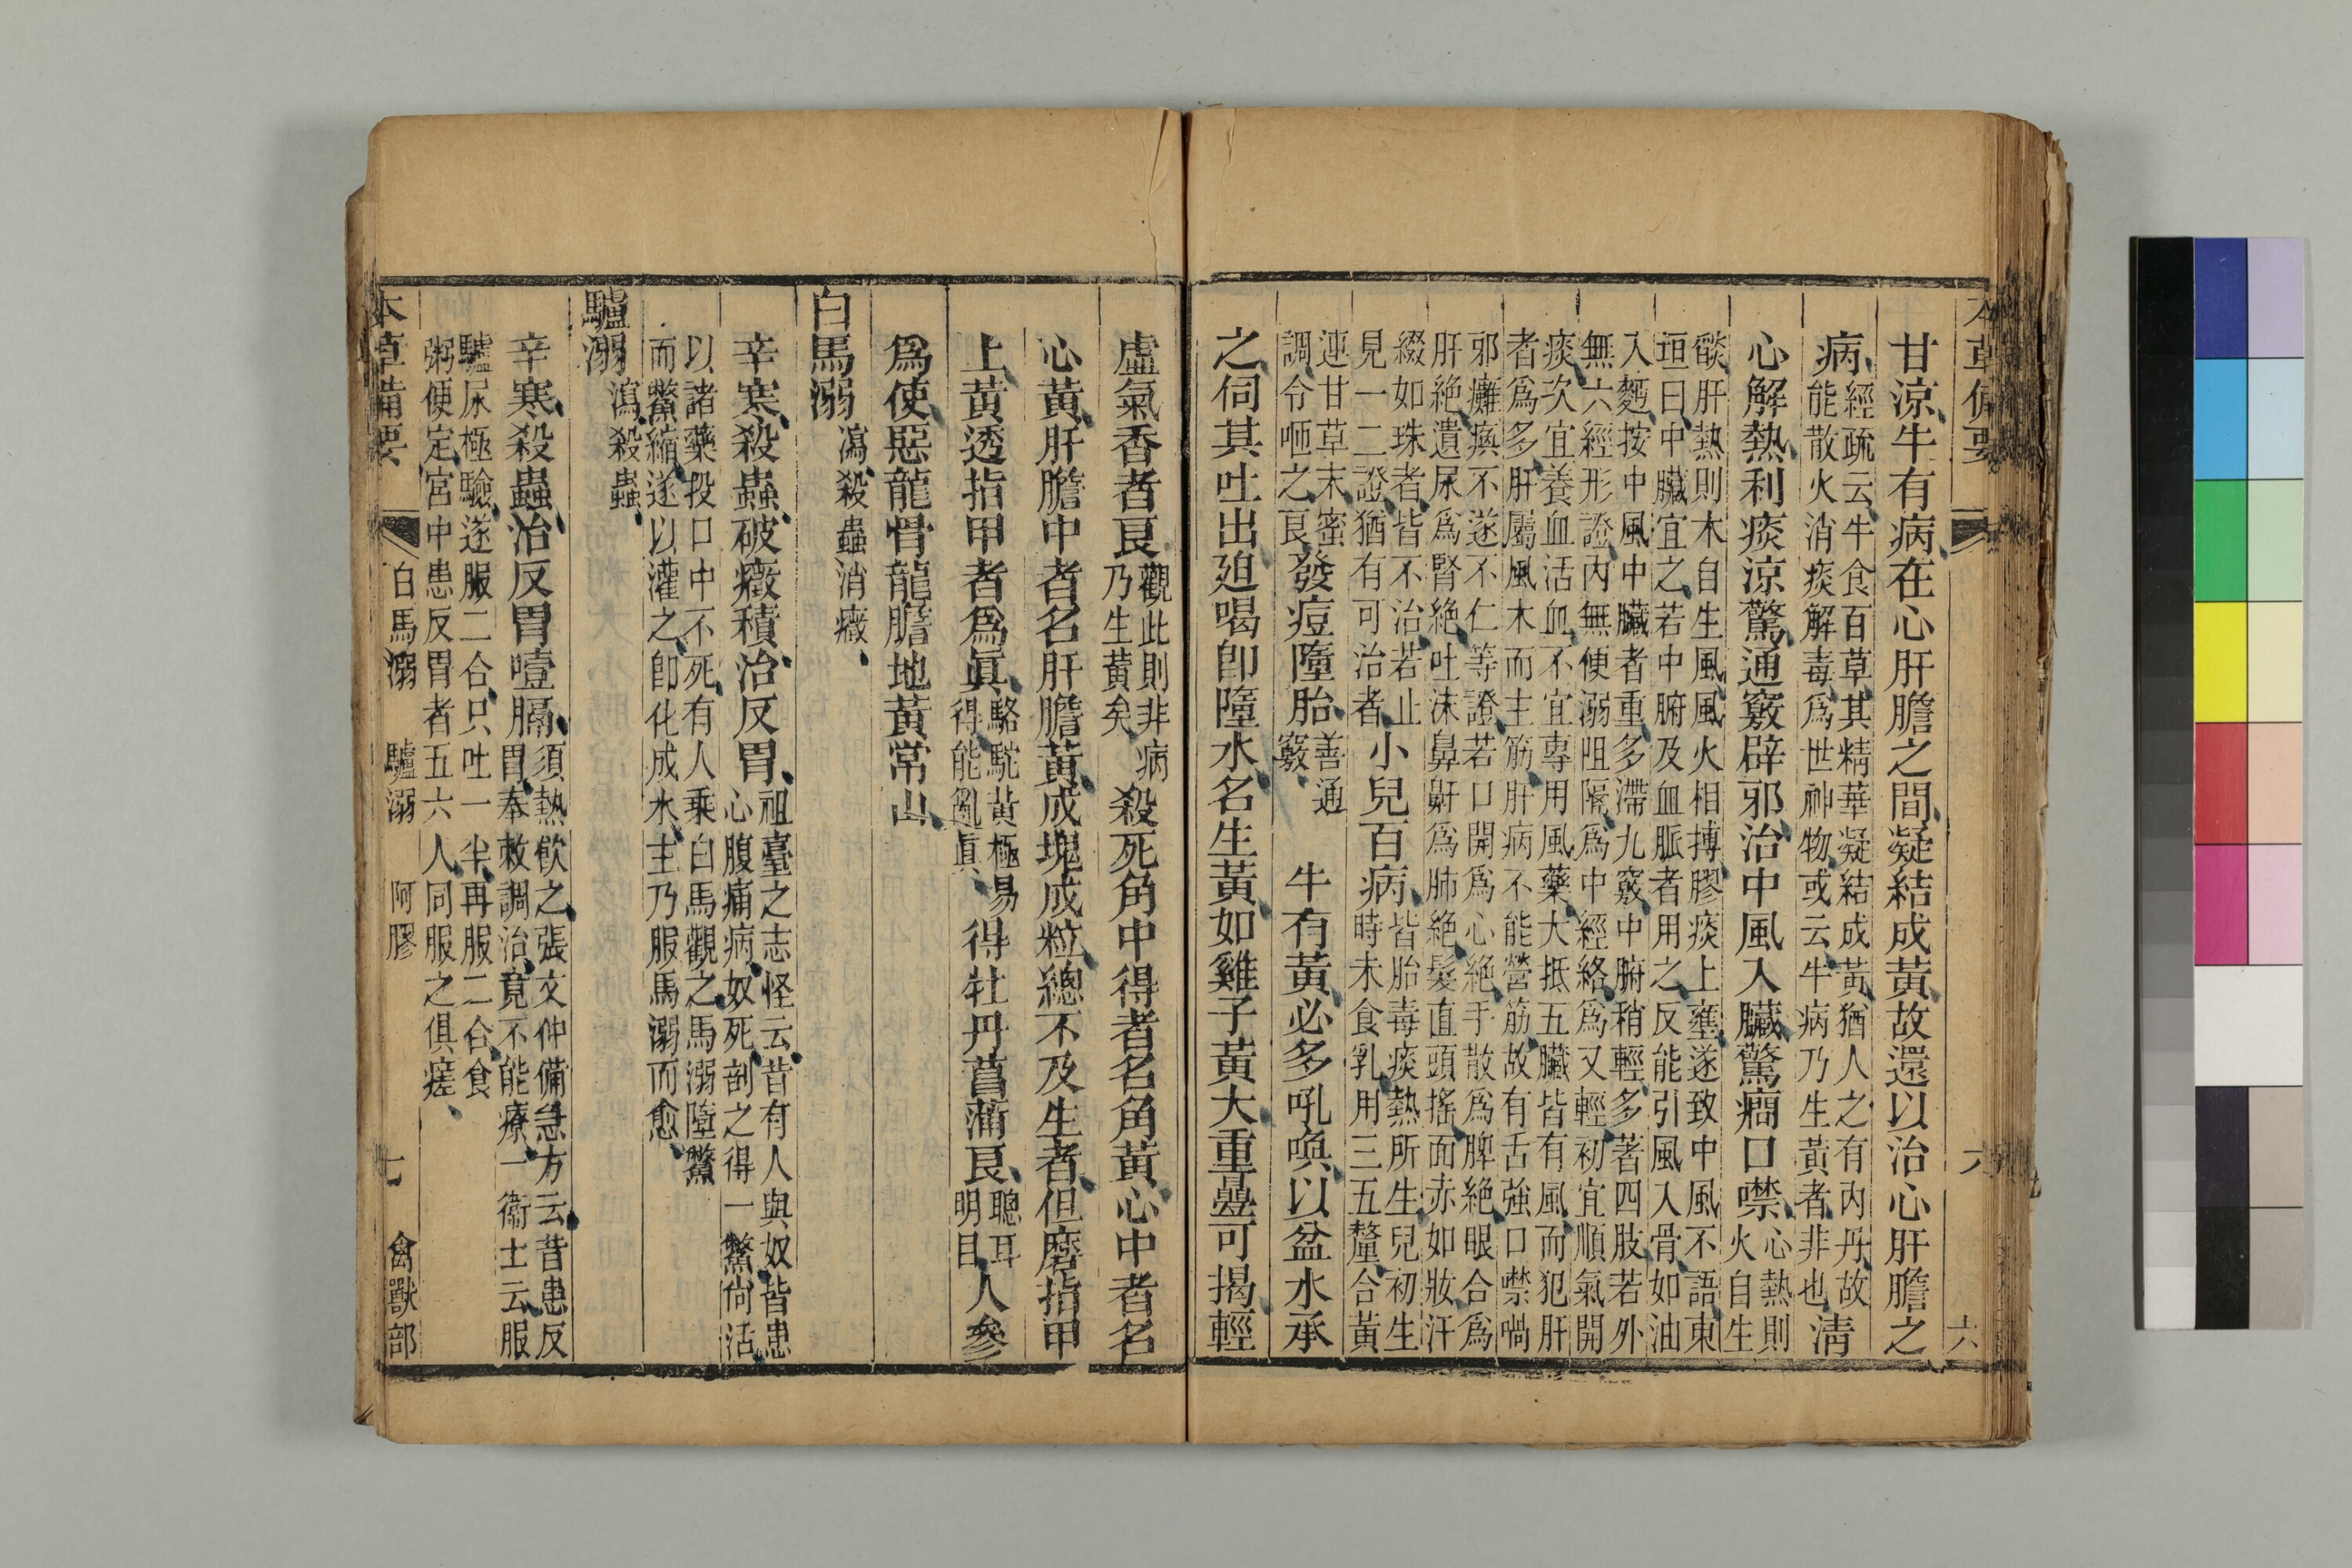 本草備要 六 六
甘涼牛有病在心肝膽之間凝結成黃故還以治心肝膽之
病經疏云牛食百草其精華凝結成黃猶人之有内丹故
能散火消痰解毒爲世神物或云牛病乃生黃者非也清
心解熱利痰涼驚通竅辟邪治中風入臟驚癇口噤心熱則
火自生
燄肝熱則木自生風風火相搏膠痰上壅遂致中風不語東
垣曰中臟宜之若中腑及血脈者用之反能引風入骨如油
入麵按中風中臟者重多滯九竅中腑稍輕多著四肢若外
無六經形證内無便溺阻隔爲中經絡爲又輕初宜順氣開
痰次宜養血活血不宜專用風藥大抵五臟皆有風而犯肝
者爲多肝屬風木而主筋肝病不能營筋故有舌強口噤喎
邪癱瘓不遂不仁等證若口開爲心絕手散爲脾絕眼合爲
肝絕遺尿爲腎絕吐沫鼻鼾爲肺絕髮直頭搖面赤如妝汗
綴如珠者皆不治若止
見一二證猶有可治者小兒百病皆胎毒痰熱所生兒初生
時未食乳用三五釐合黃
連甘草末蜜
調令咂之良發痘墮胎善通
竅牛有黃必多吼喚以盆水承
之伺其吐出廹喝卽墮水名生黃如雞子黃大重疊可揭輕
虛氣香者良觀此則非病
乃生黃矣殺死角中得者名角黃心中者名
心黃肝膽中者名肝膽黃成塊成粒總不及生者但磨指甲
上黃透指甲者爲眞駱駝黃極易
得能亂眞得牡丹菖蒲良聰耳
明目人參
爲使惡龍骨龍膽地黃常山
白馬溺瀉殺蟲消癥
辛寒殺蟲破癥積治反胃祖臺之志怪云昔有人與奴皆患
心腹痛病奴死剖之得一鱉尙活
以諸藥投口中不死有人乘白馬觀之馬溺墮鱉
而鱉縮遂以灌之卽化成水主乃服馬溺而愈
驢溺瀉殺蟲
辛寒殺蟲治反胃噎膈須熱飮之張文仲備急方云昔患反
胃奉敕調治竟不能療一衞士云服
驢尿極驗遂服二合只吐一半再服二合食
粥便定宮中患反胃者五六人同服之俱瘥
本草備要 白馬溺 驢溺 阿膠 七 禽獸部